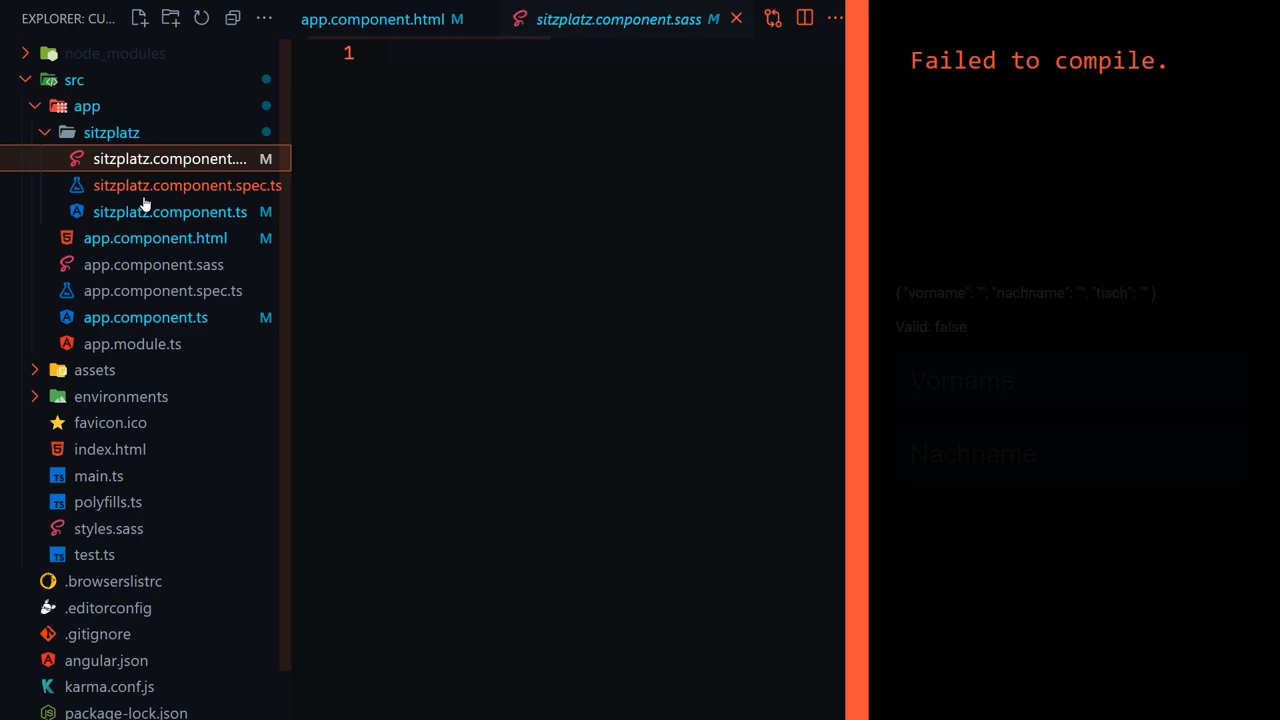 EXPLORER: CU...
app.component.html M
sitzplatz.component.sass M
node_modules
src
app
sitzplatz
sitzplatz.component.... M
sitzplatz.component.spec.ts
sitzplatz.component.ts M
app.component.html M
app.component.sass
app.component.spec.ts
app.component.ts M
app.module.ts
assets
environments
favicon.ico
index.html
main.ts
polyfills.ts
styles.sass
test.ts
.browserslistrc
.editorconfig
.gitignore
angular.json
karma.conf.js
package-lock.json
1
Failed to compile.
{ "vorname": "", "nachname": "", "tisch": "" }
Valid: false
Vorname
Nachname